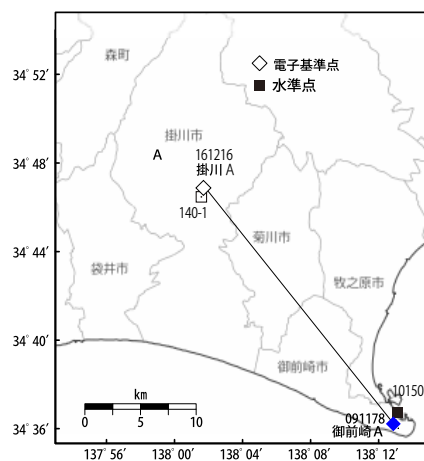 34°52′
34°48′
34°44′
34°40′
34°36′
森町
◇ 電子基準点
■ 水準点
掛川市
A
161216
掛川 A
140-1
菊川市
袋井市
牧之原市
御前崎市
km
0 5 10
10150
091178
御前崎 A
137°56′ 138°00′ 138°04′ 138°08′ 138°12′